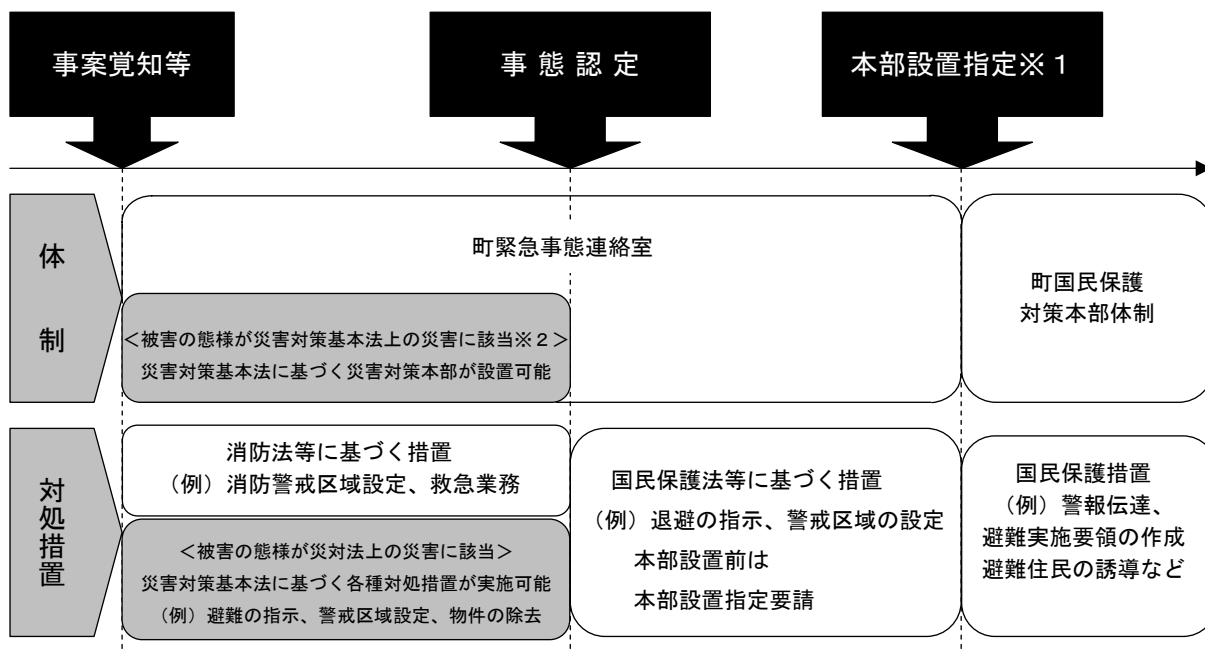 事案覚知等
事態認定
本部設置指定※1
体制
町緊急事態連絡室
<被害の態様が災害対策基本法上の災害に該当※2>
災害対策基本法に基づく災害対策本部が設置可能
町国民保護
対策本部体制
対処措置
消防法等に基づく措置
(例)消防警戒区域設定、救急業務
<被害の態様が災対法上の災害に該当>
災害対策基本法に基づく各種対処措置が実施可能
(例)避難の指示、警戒区域設定、物件の除去
国民保護法等に基づく措置
(例)退避の指示、警戒区域の設定
本部設置前は
本部設置指定要請
国民保護措置
(例)警報伝達、
避難実施要領の作成
避難住民の誘導など